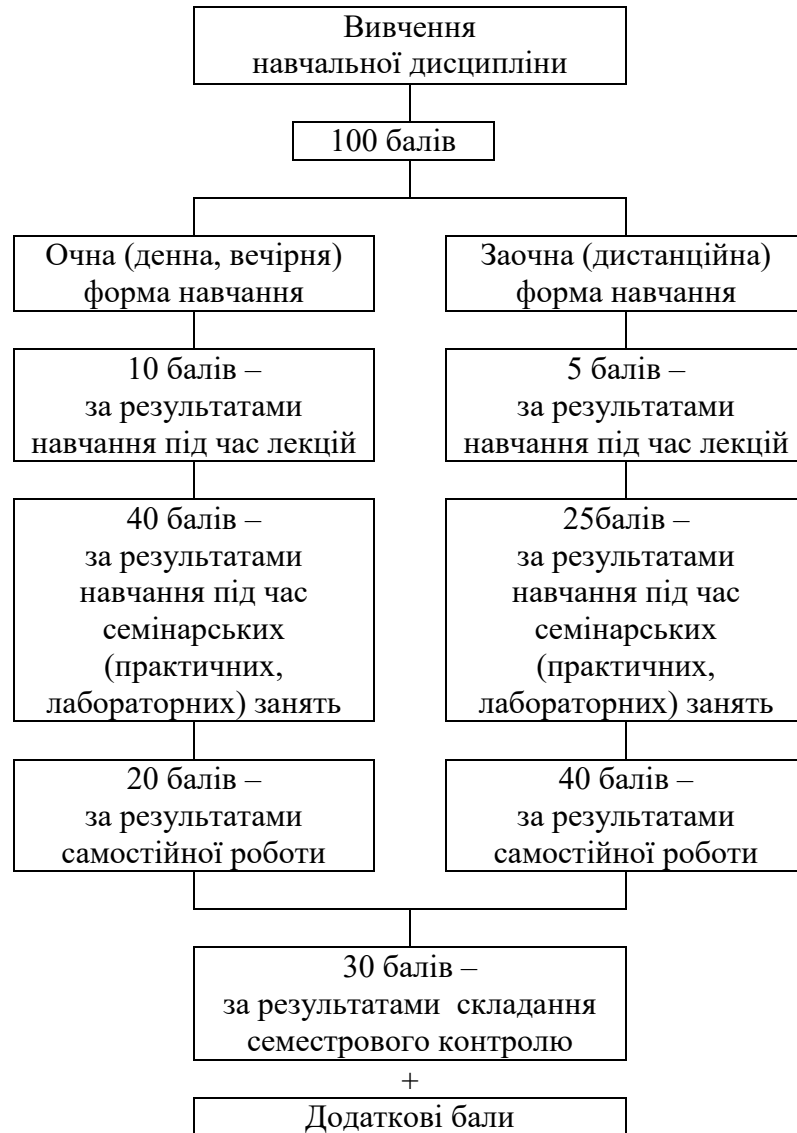 Вивчення
навчальної дисципліни
100 балів
Очна (денна, вечірня)
форма навчання
Заочна (дистанційна)
форма навчання
10 балів –
за результатами
навчання під час лекцій
5 балів –
за результатами
навчання під час лекцій
40 балів –
за результатами
навчання під час
семінарських
(практичних,
лабораторних) занять
25балів –
за результатами
навчання під час
семінарських
(практичних,
лабораторних) занять
20 балів –
за результатами
самостійної роботи
40 балів –
за результатами
самостійної роботи
30 балів –
за результатами складання
семестрового контролю
+
Додаткові бали